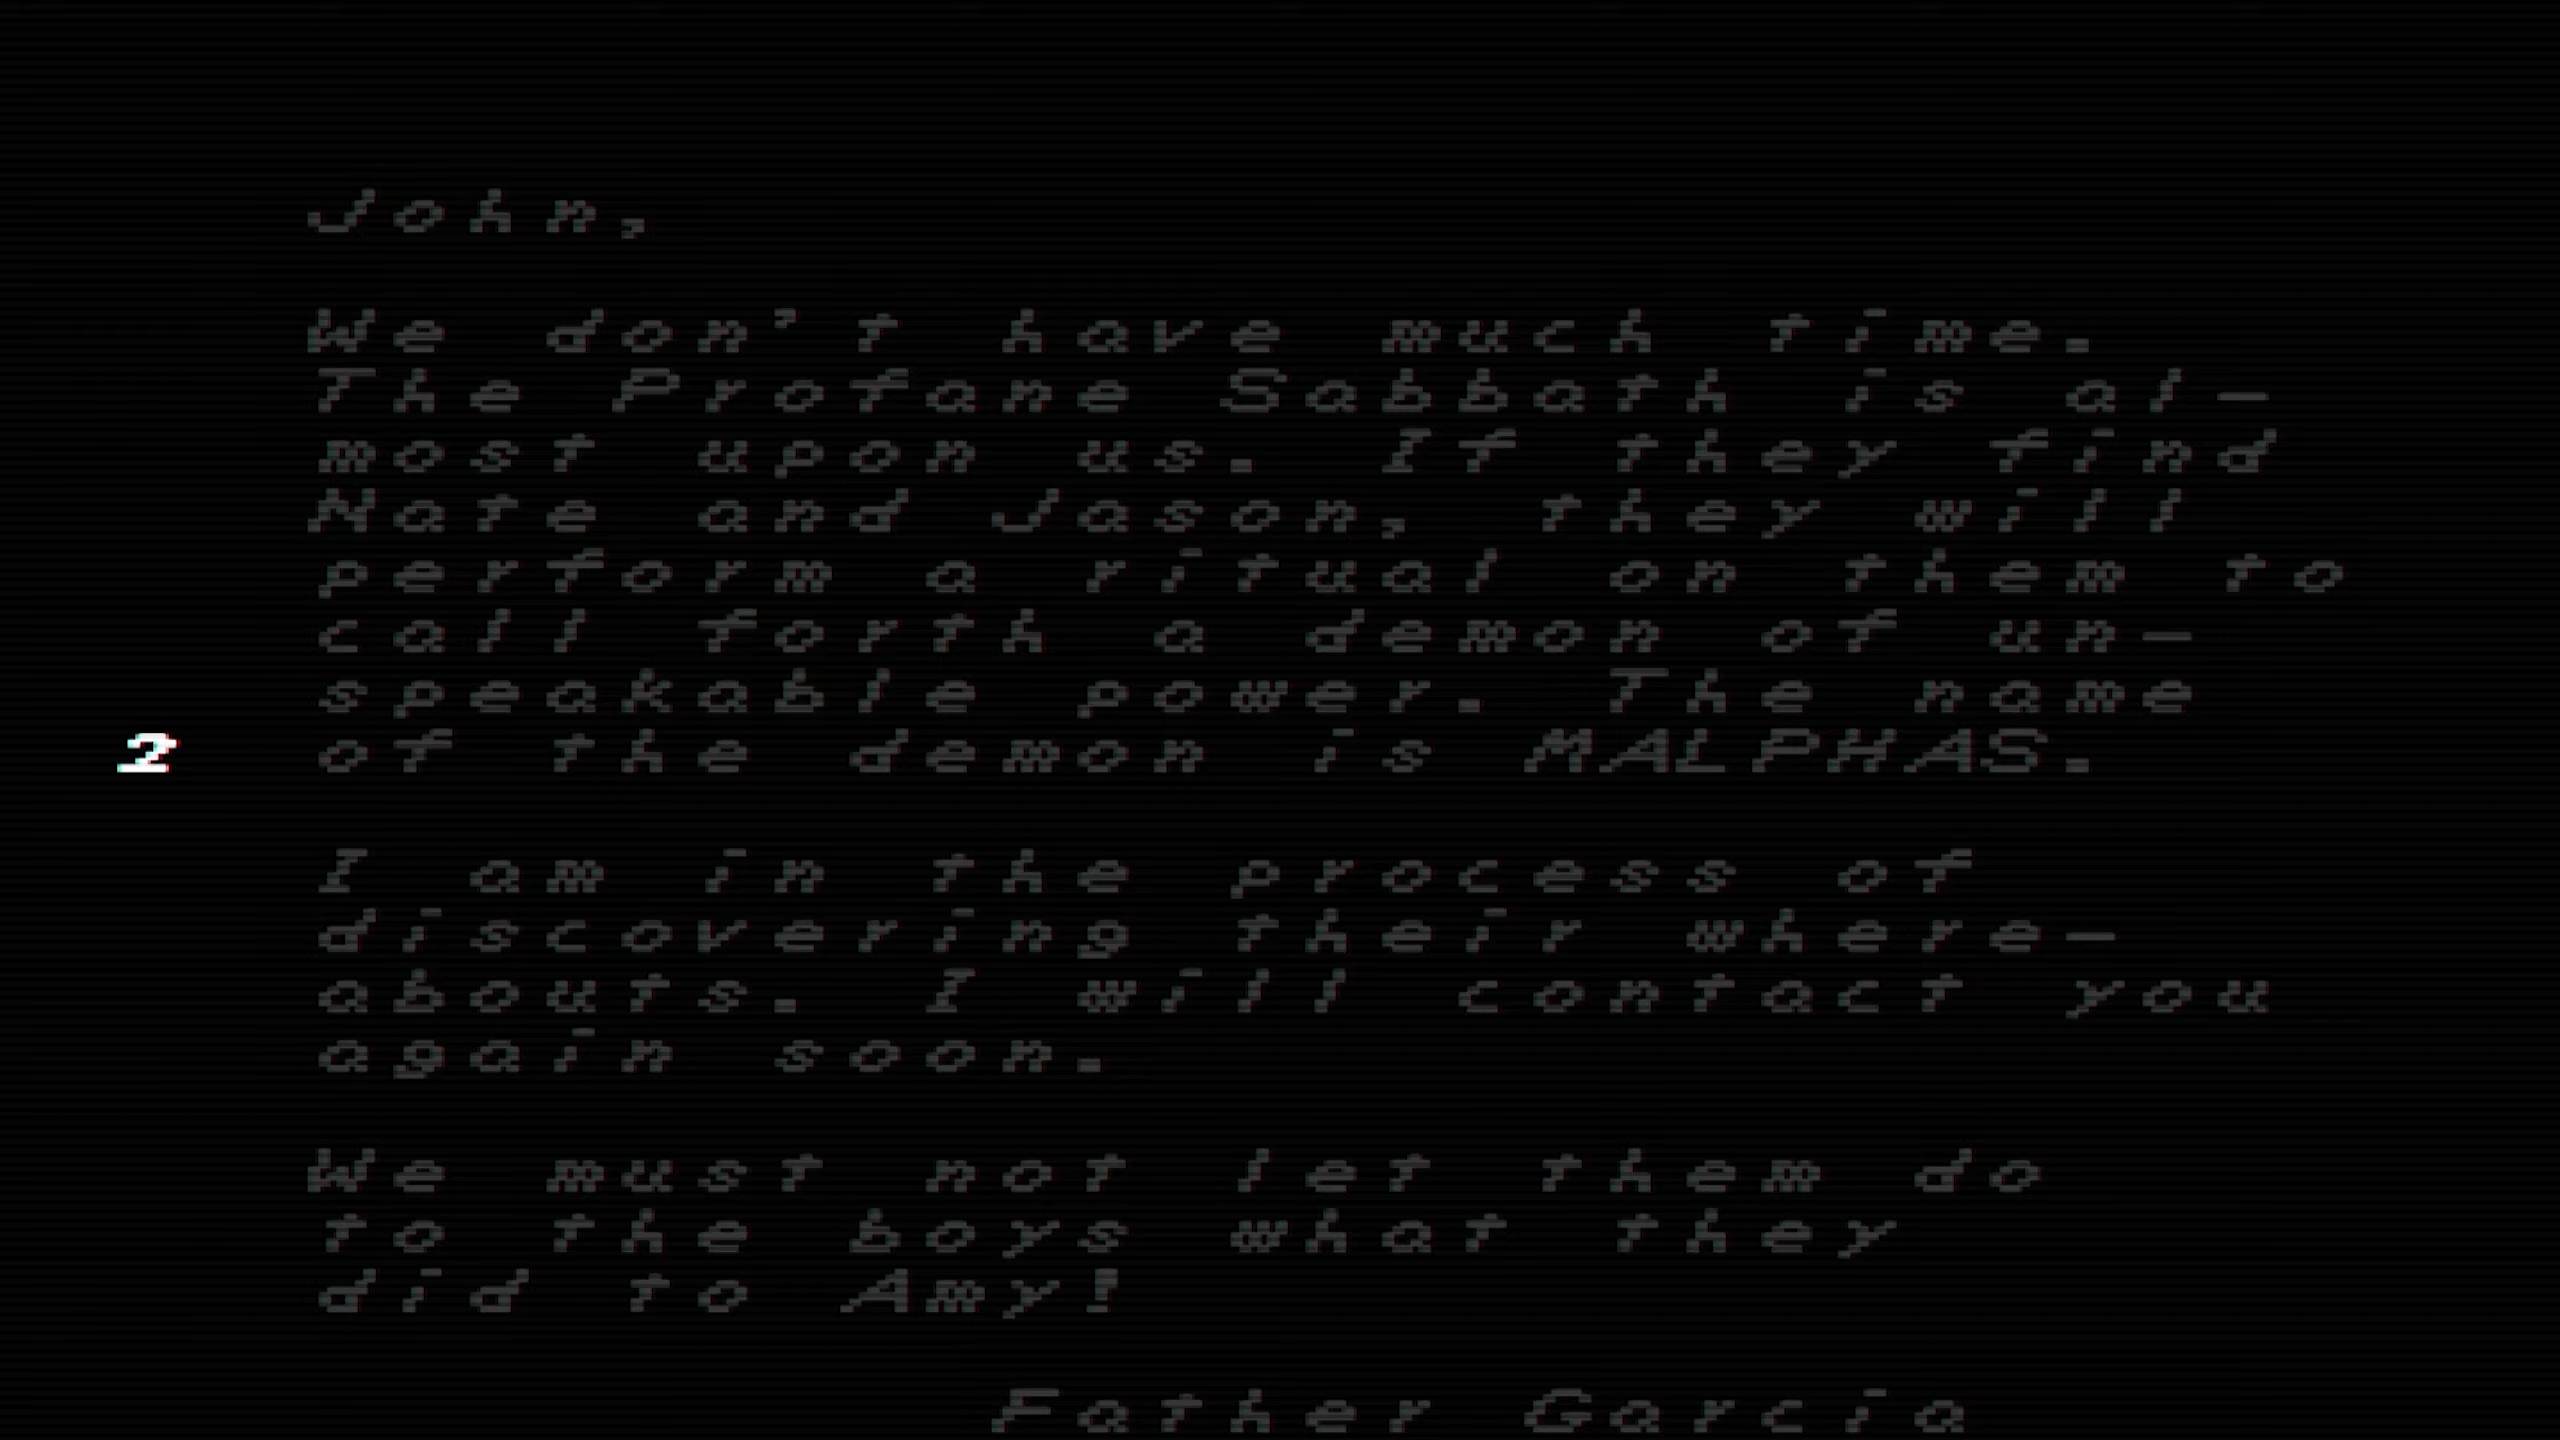 John,
We don't have much time.
The Profane Sabbath is al-
most upon us. If they find
Nate and Jason, they will
perform a ritual on them to
call forth a demon of un-
speakable power. The name
2 of the demon is MALPHAS.
I am in the process of
discovering their where-
abouts. I will contact you
again soon.
We must not let them do
to the boys what they
did to Amy!
Father Garcia